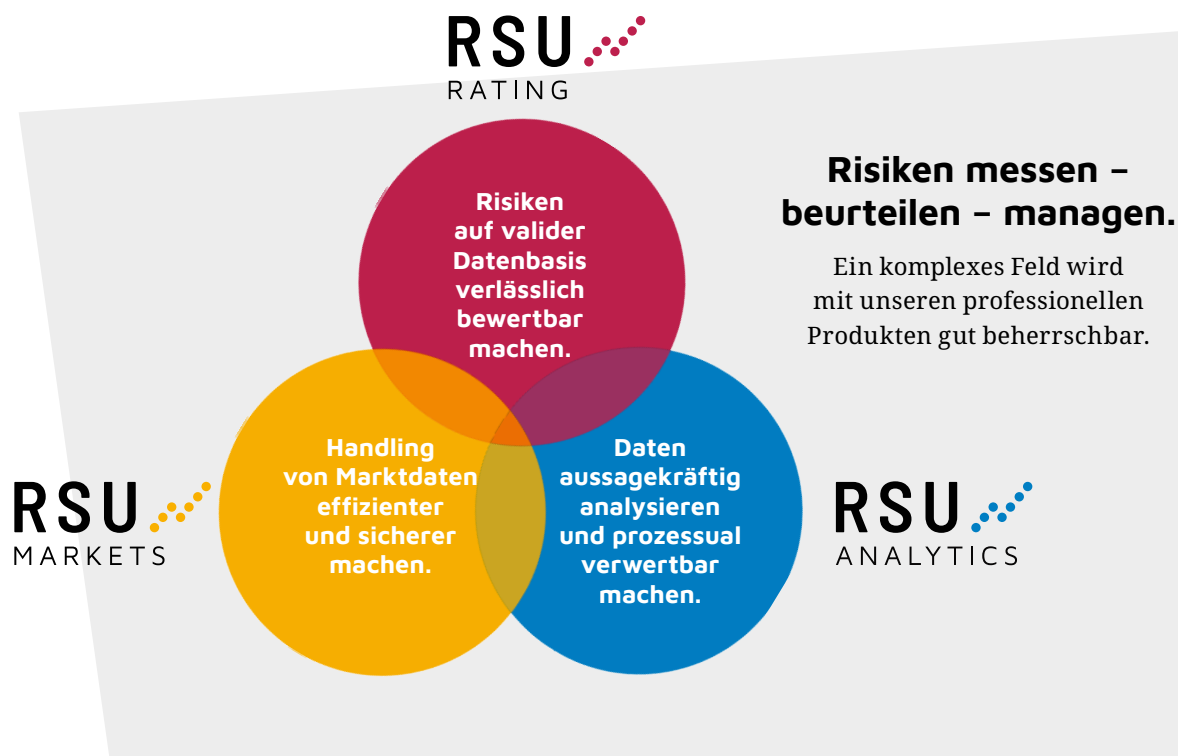 RSU
RATING
Risiken
auf valider
Datenbasis
verlässlich
bewertbar
machen.
Risiken messen –
beurteilen – managen.
Ein komplexes Feld wird
mit unseren professionellen
Produkten gut beherrschbar.
RSU
MARKETS
Handling
von Marktdaten
effizienter
und sicherer
machen.
Daten
aussagekräftig
analysieren
und prozessual
verwertbar
machen.
RSU
ANALYTICS